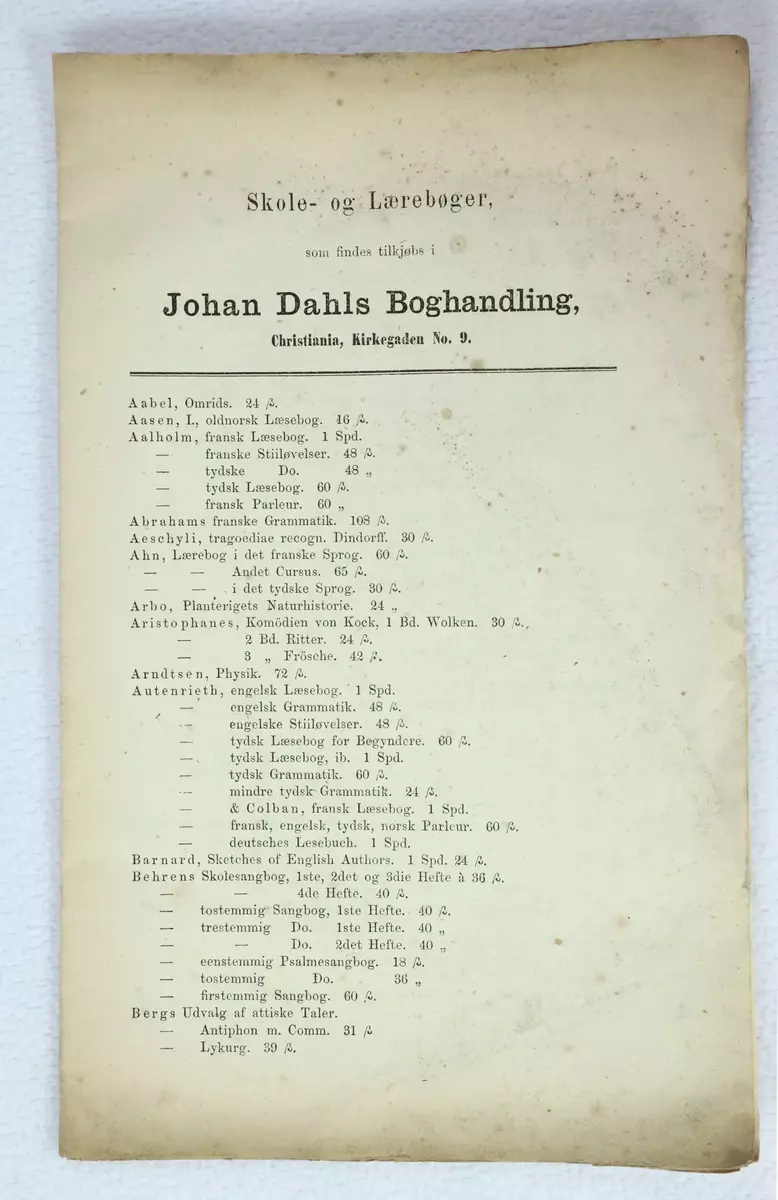 Skole- og Lærebøger,
som findes tilkjøbs i
Johan Dahls Boghandling,
Christiania, Kirkegaden No. 9.
Aabel, Omrids. 24 ß.
Aasen, I., oldnorsk Læsebog. 16 ß.
Aalholm, fransk Læsebog. 1 Spd.
— franske Stiiløvelser. 48 ß.
— tydske Do. 48 „
— tydsk Læsebog. 60 ß.
— fransk Parleur. 60 „
Abrahams franske Grammatik. 108 ß.
Aeschyli, tragoediae recogn. Dindorff. 30 ß.
Ahn, Lærebog i det franske Sprog. 60 ß.
— — Andet Cursus. 65 ß.
— — i det tydske Sprog. 30 ß.
Arbo, Planterigets Naturhistorie. 24 „
Aristophanes, Komödien von Kock, 1 Bd. Wolken. 30 ß.
— 2 Bd. Ritter. 24 ß.
— 3 „ Frösche. 42 ß.
Arndtsen, Physik. 72 ß.
Autenrieth, engelsk Læsebog. 1 Spd.
— engelsk Grammatik. 48 ß.
— engelske Stiiløvelser. 48 ß.
— tydsk Læsebog for Begyndere. 60 ß.
— tydsk Læsebog, ib. 1 Spd.
— tydsk Grammatik. 60 ß.
— mindre tydsk Grammatik. 24 ß.
— & Colban, fransk Læsebog. 1 Spd.
— fransk, engelsk, tydsk, norsk Parleur. 60 ß.
— deutsches Lesebuch. 1 Spd.
Barnard, Sketches of English Authors. 1 Spd. 24 ß.
Behrens Skolesangbog, 1ste, 2det og 3die Hefte à 36 ß.
— — 4de Hefte. 40 ß.
— tostemmig Sangbog, 1ste Hefte. 40 ß.
— trestemmig Do. 1ste Hefte. 40 „
— — Do. 2det Hefte. 40 „
— eenstemmig Psalmesangbog. 18 ß.
— tostemmig Do. 36 „
— firstemmig Sangbog. 60 ß.
Bergs Udvalg af attiske Taler.
— Antiphon m. Comm. 31 ß
— Lykurg. 39 ß.